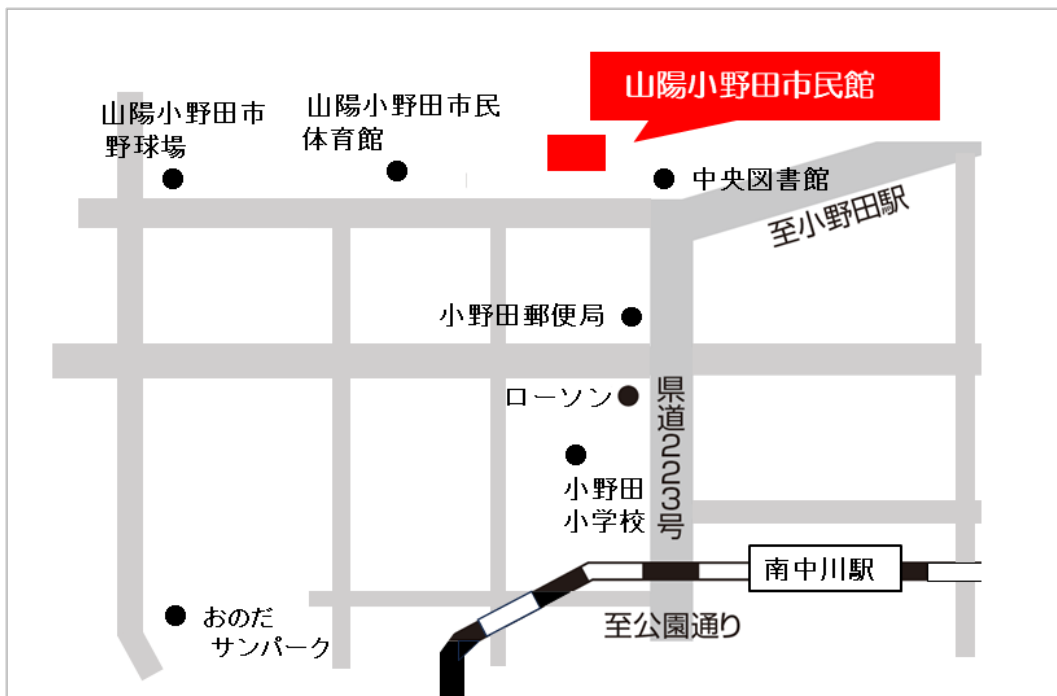 山陽小野田市民館
山陽小野田市
野球場
山陽小野田市民
体育館
中央図書館
至小野田駅
小野田郵便局
ローソン
県道223号
小野田
小学校
南中川駅
おのだ
サンパーク
至公園通り